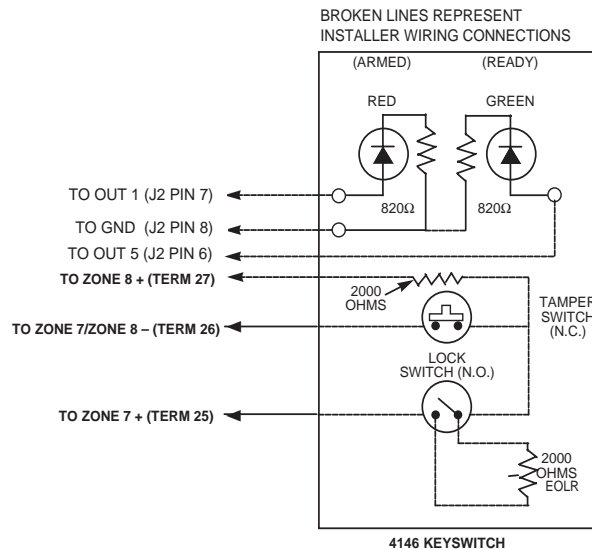 BROKEN LINES REPRESENT
INSTALLER WIRING CONNECTIONS
(ARMED)
(READY)
RED
GREEN
820Ω
820Ω
TO OUT 1 (J2 PIN 7)
TO GND (J2 PIN 8)
TO OUT 5 (J2 PIN 6)
TO ZONE 8 + (TERM 27)
2000
OHMS
TAMPER
SWITCH
(N.C.)
TO ZONE 7/ZONE 8 – (TERM 26)
LOCK
SWITCH (N.O.)
TO ZONE 7 + (TERM 25)
2000
OHMS
EOLR
4146 KEYSWITCH